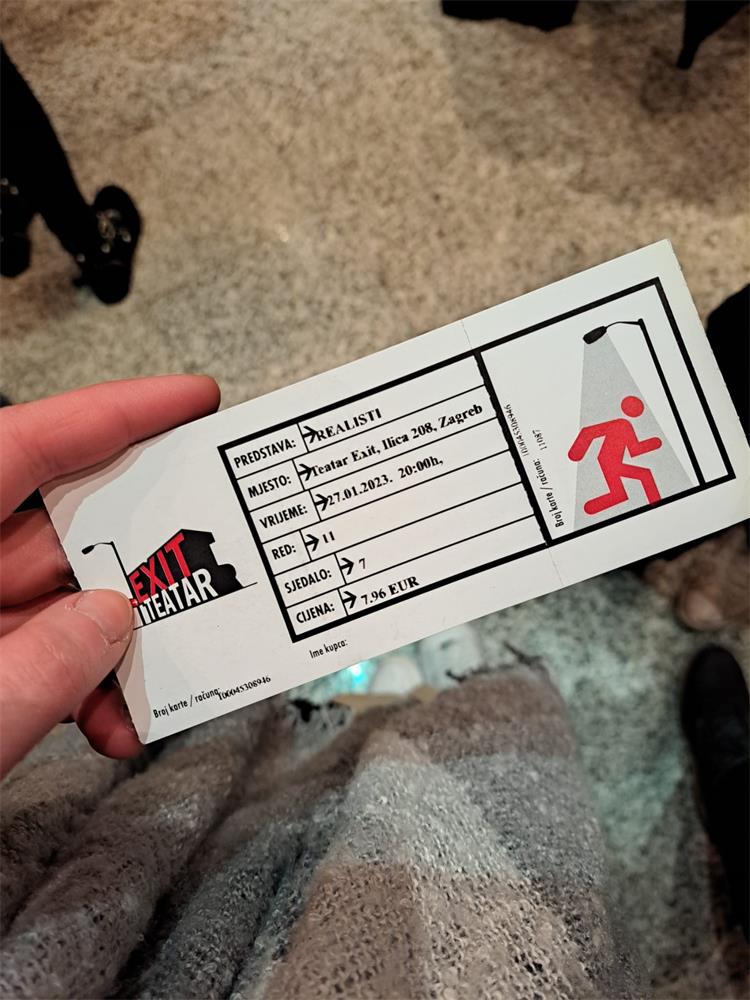 PREDSTAVA: REALISTI
MJESTO: Teatar Exit, Ilica 208, Zagreb
VRIJEME: 27.01.2023. 20:00h,
RED: 11
SJEDALO: 7
CIJENA: 7.96 EUR
EXIT
TEATAR
Ime kupca:
Broj karte / računa: 100045308946
Broj karte / računa: